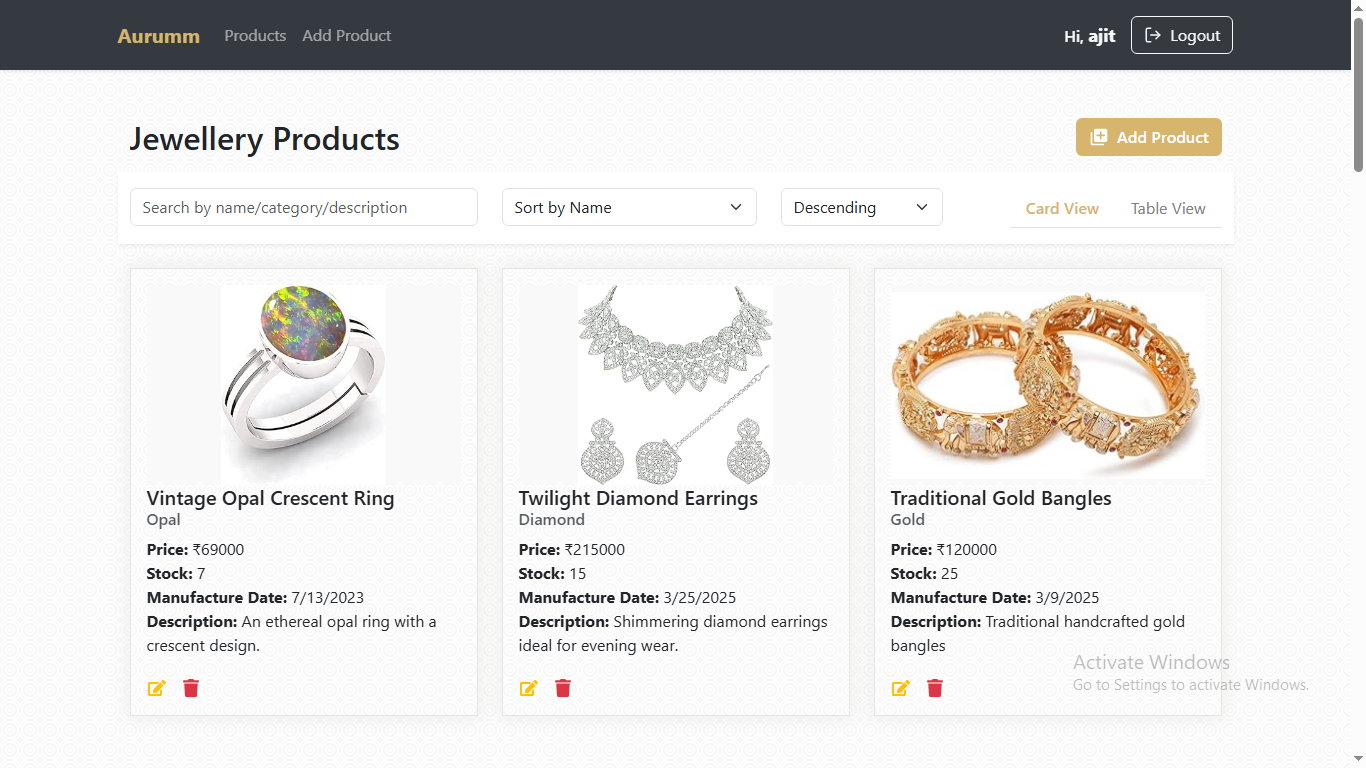 Aurumm Products Add Product Hi, ajit Logout
Jewellery Products Add Product
Search by name/category/description Sort by Name Descending Card View Table View
Vintage Opal Crescent Ring
Opal
Price: ₹69000
Stock: 7
Manufacture Date: 7/13/2023
Description: An ethereal opal ring with a
crescent design.
Twilight Diamond Earrings
Diamond
Price: ₹215000
Stock: 15
Manufacture Date: 3/25/2025
Description: Shimmering diamond earrings
ideal for evening wear.
Traditional Gold Bangles
Gold
Price: ₹120000
Stock: 25
Manufacture Date: 3/9/2025
Description: Traditional handcrafted gold
bangles
Activate Windows
Go to Settings to activate Windows.